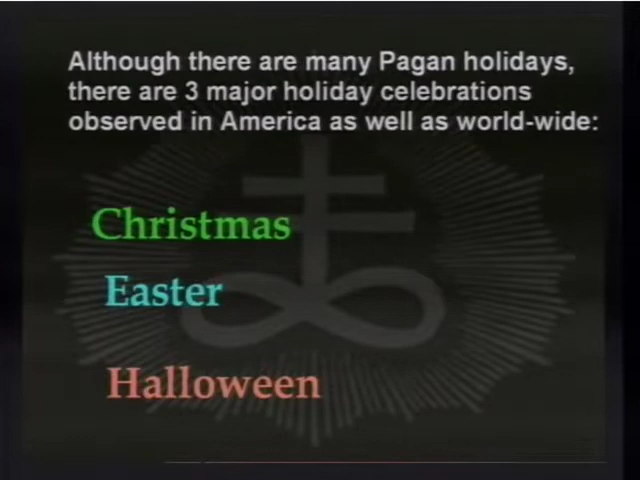 Although there are many Pagan holidays,
there are 3 major holiday celebrations
observed in America as well as world-wide:
Christmas
Easter
Halloween